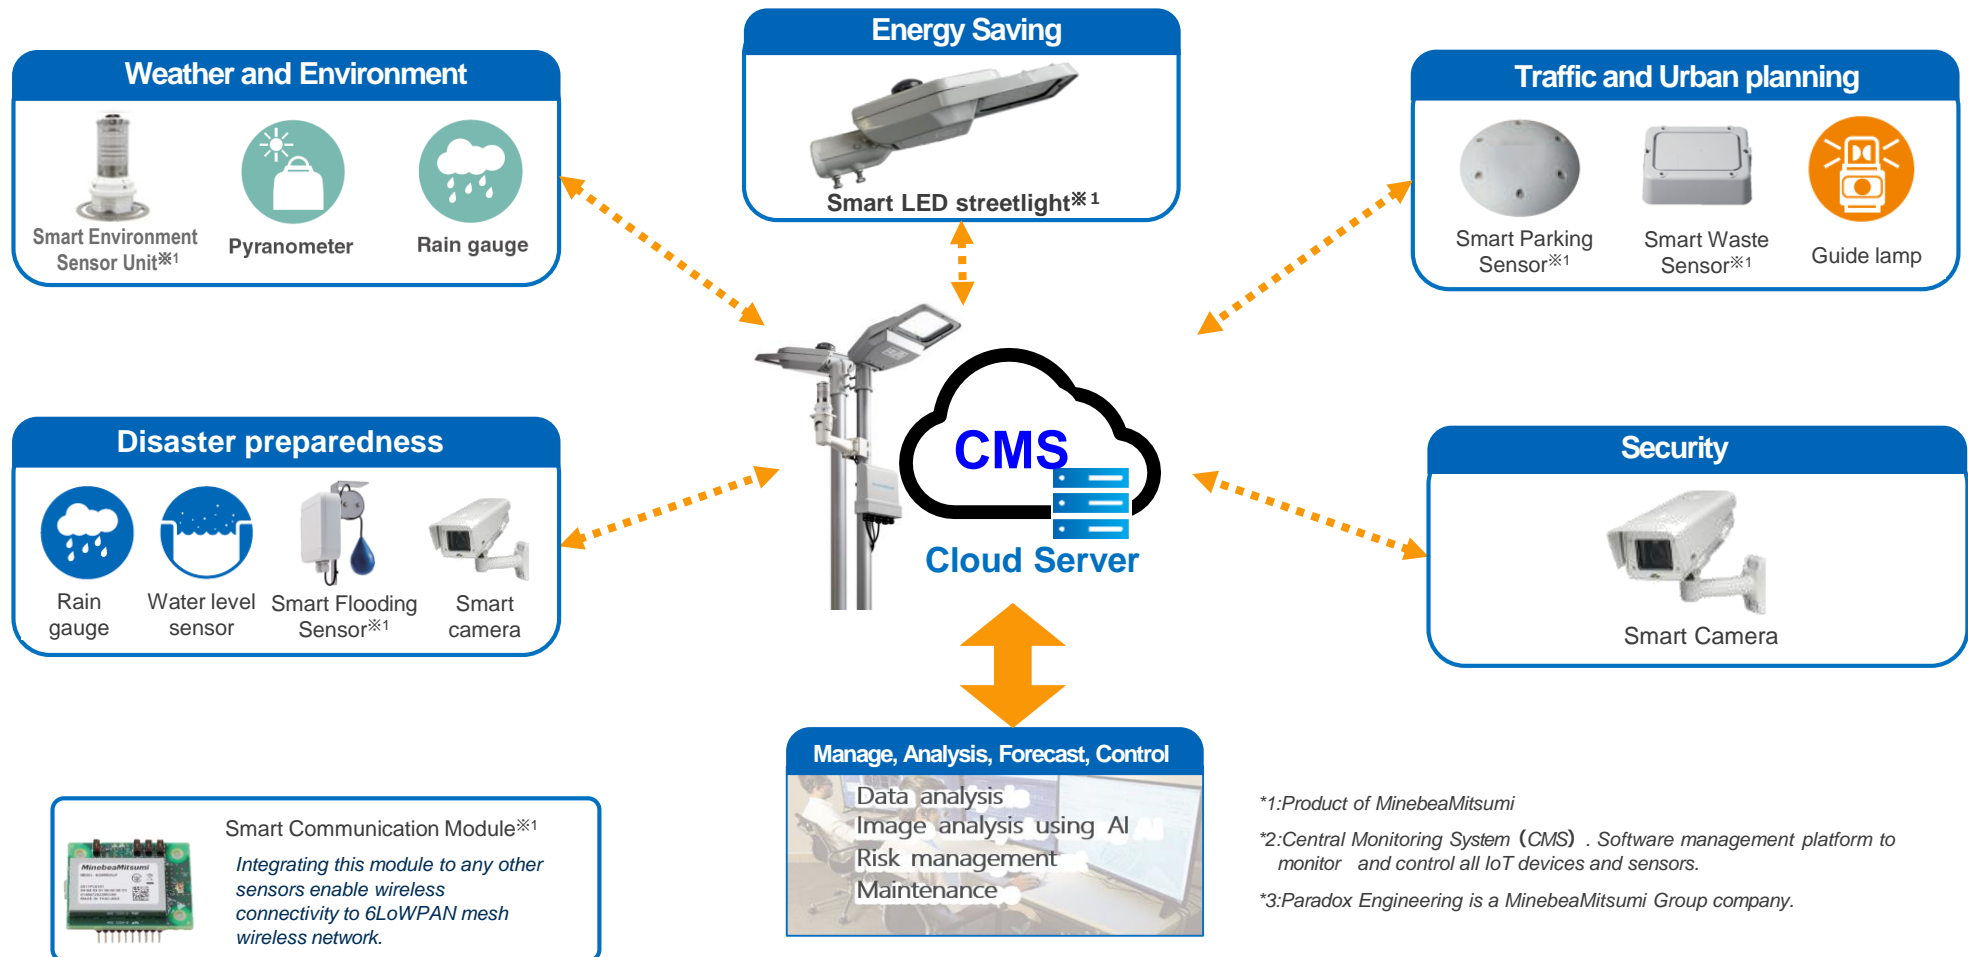 Energy Saving
Smart LED streetlight※1
Weather and Environment
Smart Environment
Sensor Unit※1
Pyranometer
Rain gauge
Traffic and Urban planning
Smart Parking
Sensor※1
Smart Waste
Sensor※1
Guide lamp
Disaster preparedness
Rain
gauge
Water level
sensor
Smart Flooding
Sensor※1
Smart
camera
CMS
Cloud Server
Security
Smart Camera
Manage, Analysis, Forecast, Control
Data analysis
Image analysis using AI
Risk management
Maintenance
MinebeaMitsumi
Smart Communication Module※1
Integrating this module to any other
sensors enable wireless
connectivity to 6LoWPAN mesh
wireless network.
*1:Product of MinebeaMitsumi
*2:Central Monitoring System (CMS) . Software management platform to
monitor and control all IoT devices and sensors.
*3:Paradox Engineering is a MinebeaMitsumi Group company.